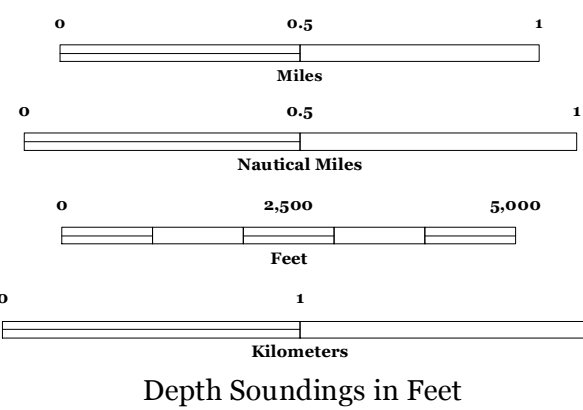 0 0.5 1
Miles
0 0.5 1
Nautical Miles
0 2,500 5,000
Feet
0 1
Kilometers
Depth Soundings in Feet